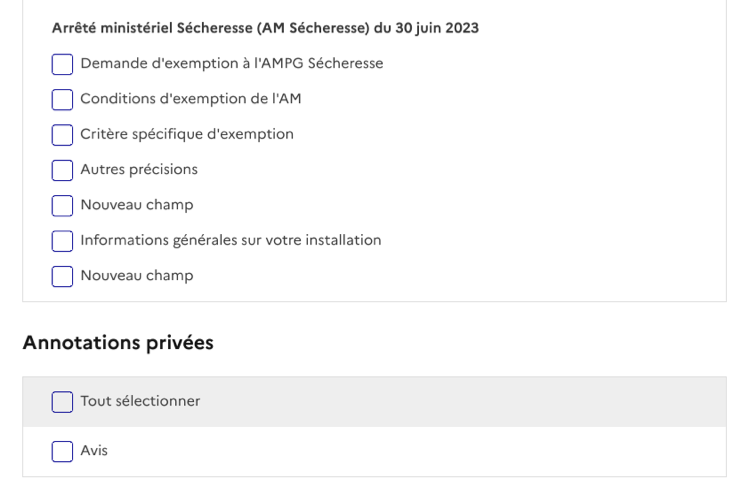 Arrêté ministériel Sécheresse (AM Sécheresse) du 30 juin 2023
Demande d'exemption à l'AMPG Sécheresse
Conditions d'exemption de l'AM
Critère spécifique d'exemption
Autres précisions
Nouveau champ
Informations générales sur votre installation
Nouveau champ
Annotations privées
Tout sélectionner
Avis